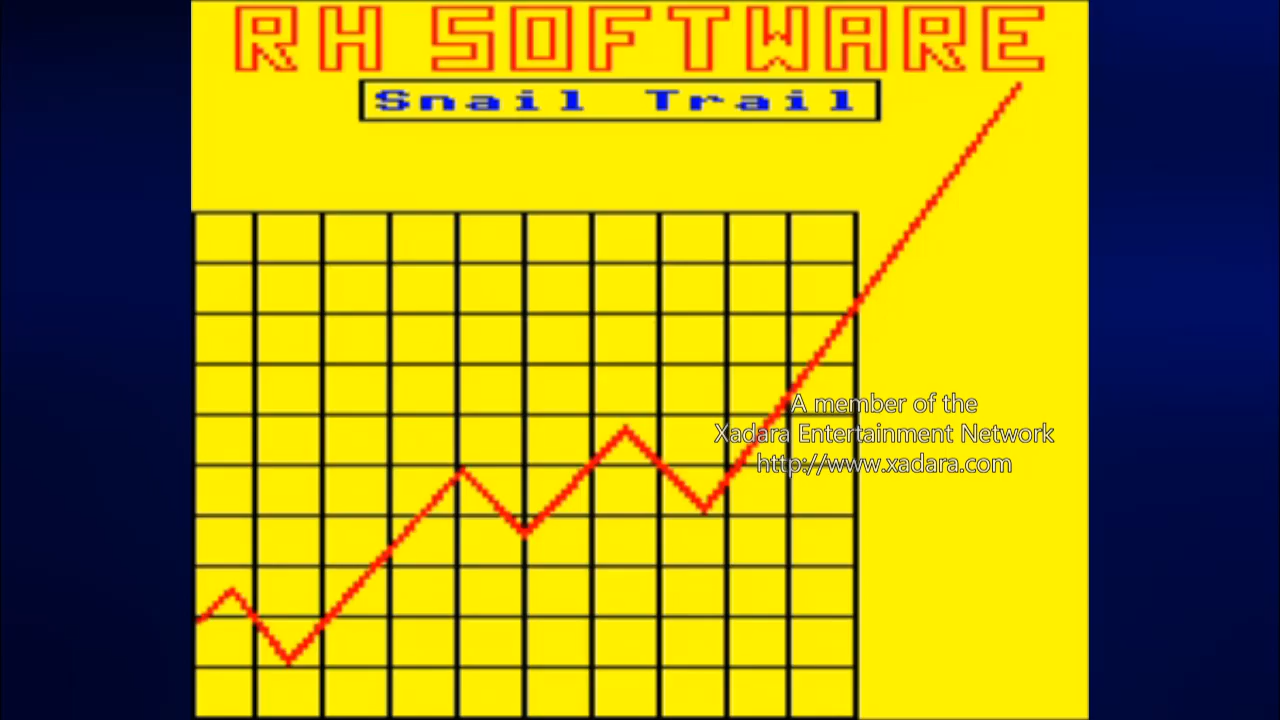 RH SOFTWARE
Snail Trail
A member of the
Xadara Entertainment Network
http://www.xadara.com